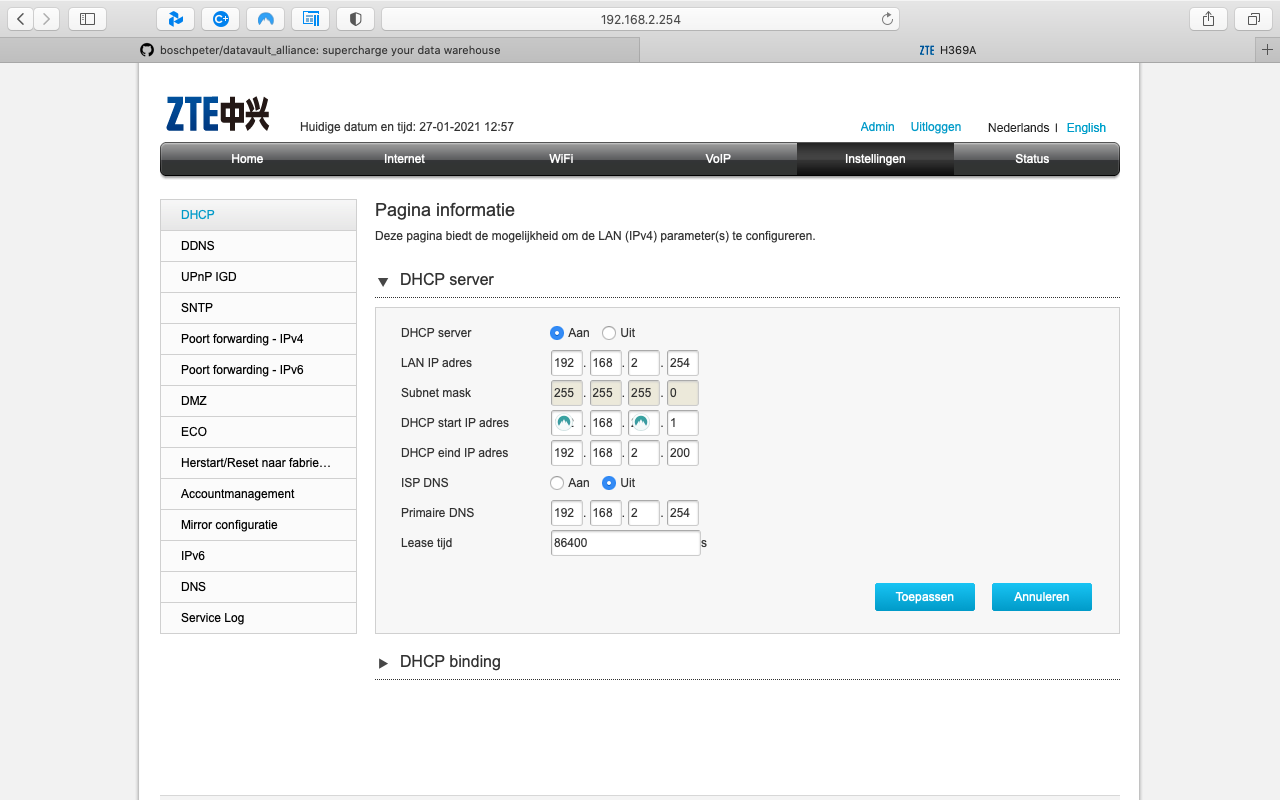 192.168.2.254
boschpeter/datavault_alliance: supercharge your data warehouse
ZTE H369A
ZTE中兴
Huidige datum en tijd: 27-01-2021 12:57
Admin Uitloggen Nederlands | English
Home Internet WiFi VoIP Instellingen Status
DHCP
DDNS
UPnP IGD
SNTP
Poort forwarding - IPv4
Poort forwarding - IPv6
DMZ
ECO
Herstart/Reset naar fabrie…
Accountmanagement
Mirror configuratie
IPv6
DNS
Service Log
Pagina informatie
Deze pagina biedt de mogelijkheid om de LAN (IPv4) parameter(s) te configureren.
DHCP server
DHCP server Aan Uit
LAN IP adres 192 . 168 . 2 . 254
Subnet mask 255 . 255 . 255 . 0
DHCP start IP adres . 168 . . 1
DHCP eind IP adres 192 . 168 . 2 . 200
ISP DNS Aan Uit
Primaire DNS 192 . 168 . 2 . 254
Lease tijd 86400 s
Toepassen Annuleren
DHCP binding